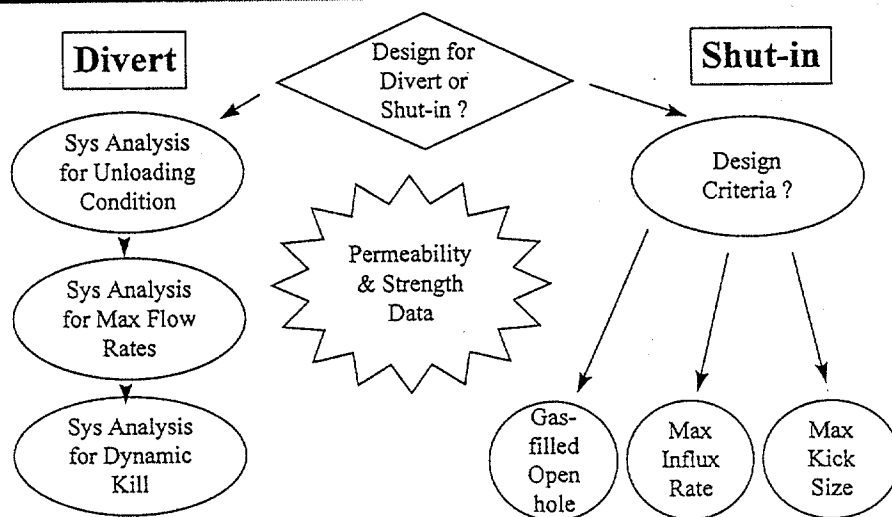 Divert
Design for
Divert or
Shut-in ?
Shut-in
Sys Analysis
for Unloading
Condition
Sys Analysis
for Max Flow
Rates
Sys Analysis
for Dynamic
Kill
Permeability
& Strength
Data
Design
Criteria ?
Gas-
filled
Open
hole
Max
Influx
Rate
Max
Kick
Size